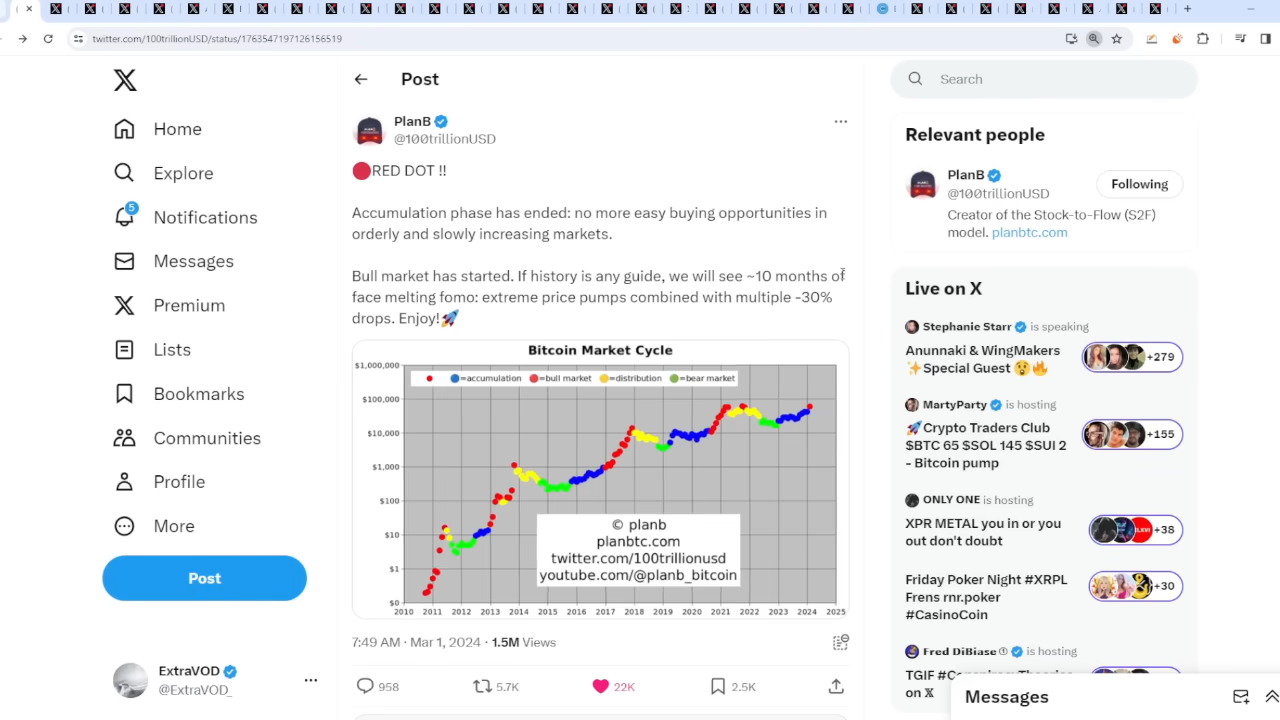 twitter.com/100trillionUSD/status/1763547197126156519
Home
Explore
5
Notifications
Messages
Premium
Lists
Bookmarks
Communities
Profile
More
Post
ExtraVOD
@ExtraVOD_
Post
PlanB
@100trillionUSD
RED DOT !!
Accumulation phase has ended: no more easy buying opportunities in
orderly and slowly increasing markets.
Bull market has started. If history is any guide, we will see ~10 months of
face melting fomo: extreme price pumps combined with multiple -30%
drops. Enjoy!🚀
Bitcoin Market Cycle
=accumulation =bull market =distribution =bear market
$1,000,000
$100,000
$10,000
$1,000
$100
$10
$1
$0
2010 2011 2012 2013 2014 2015 2016 2017 2018 2019 2020 2021 2022 2023 2024 2025
© planb
planbtc.com
twitter.com/100trillionusd
youtube.com/@planb_bitcoin
7:49 AM · Mar 1, 2024 · 1.5M Views
958 5.7K 22K 2.5K
Search
Relevant people
PlanB
@100trillionUSD
Following
Creator of the Stock-to-Flow (S2F)
model. planbtc.com
Live on X
Stephanie Starr is speaking
Anunnaki & WingMakers
✨Special Guest 😲🔥
+279
MartyParty is hosting
🚀Crypto Traders Club
$BTC 65 $SOL 145 $SUI 2
- Bitcoin pump
+155
ONLY ONE is hosting
XPR METAL you in or you
out don't doubt
+38
Friday Poker Night #XRPL
Frens rnr.poker
#CasinoCoin
+30
Fred DiBiase is hosting
on X
Messages